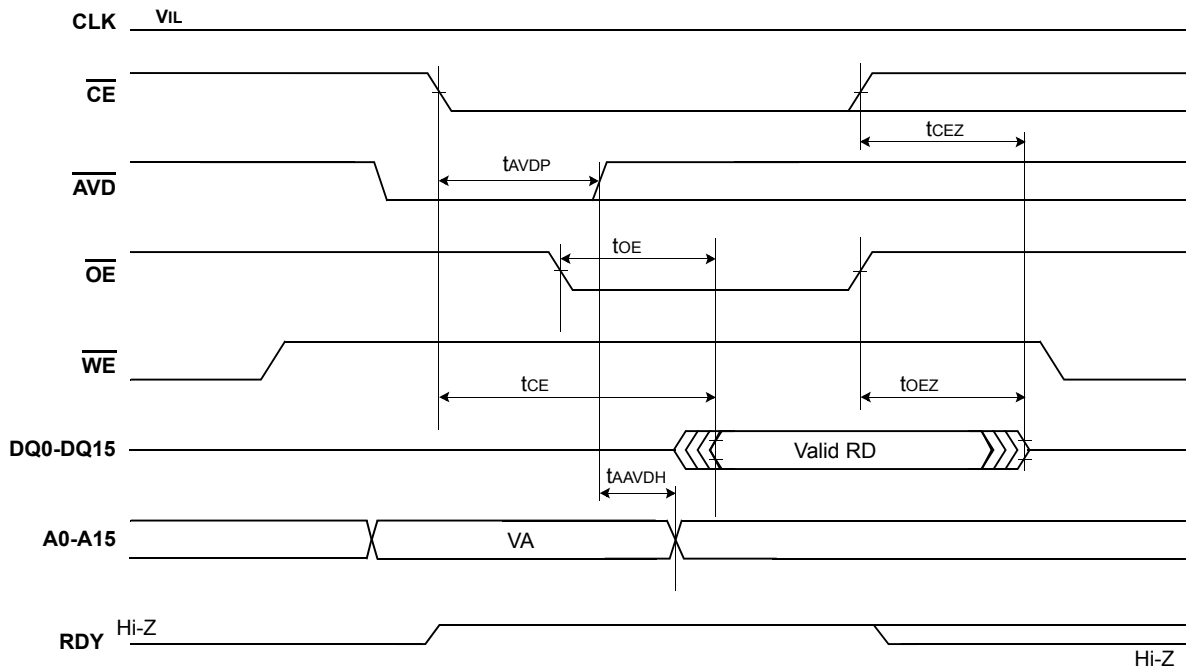 CLK VIL
CE
tCEZ
AVD tAVDP
OE tOE
WE
tCE tOEZ
DQ0-DQ15 Valid RD
tAAVDH
A0-A15 VA
RDY Hi-Z
Hi-Z